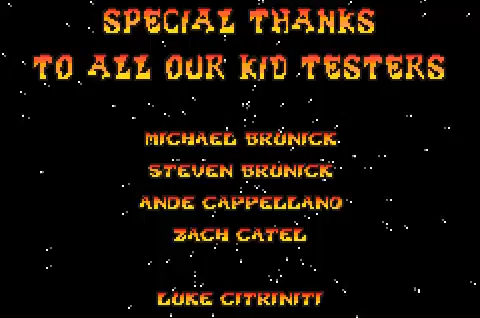 SPECIAL THANKS
TO ALL OUR KID TESTERS
MICHAEL BRUNICK
STEVEN BRUNICK
ANDE CAPPELLANO
ZACH CATEL
LUKE CITRINITI